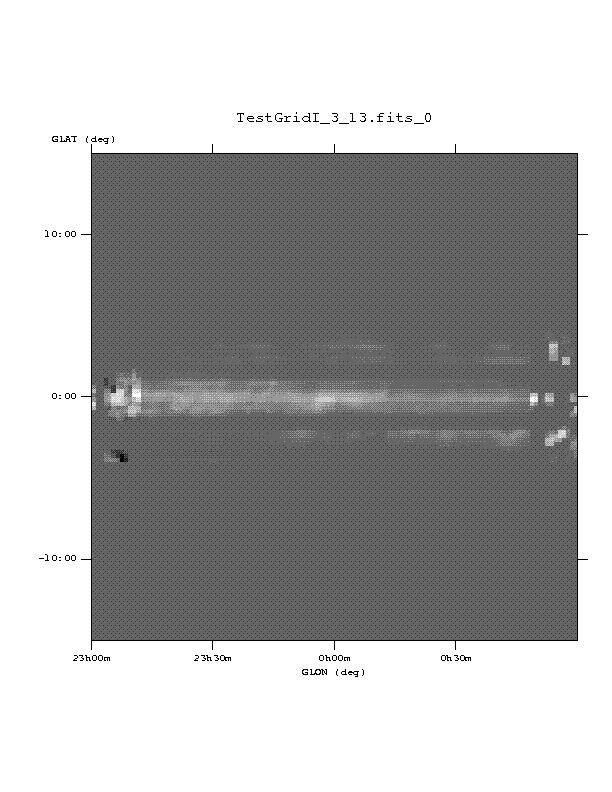 TestGridI_3_13.fits_0
GLAT (deg)
10:00
0:00
-10:00
23h00m 23h30m 0h00m 0h30m
GLON (deg)